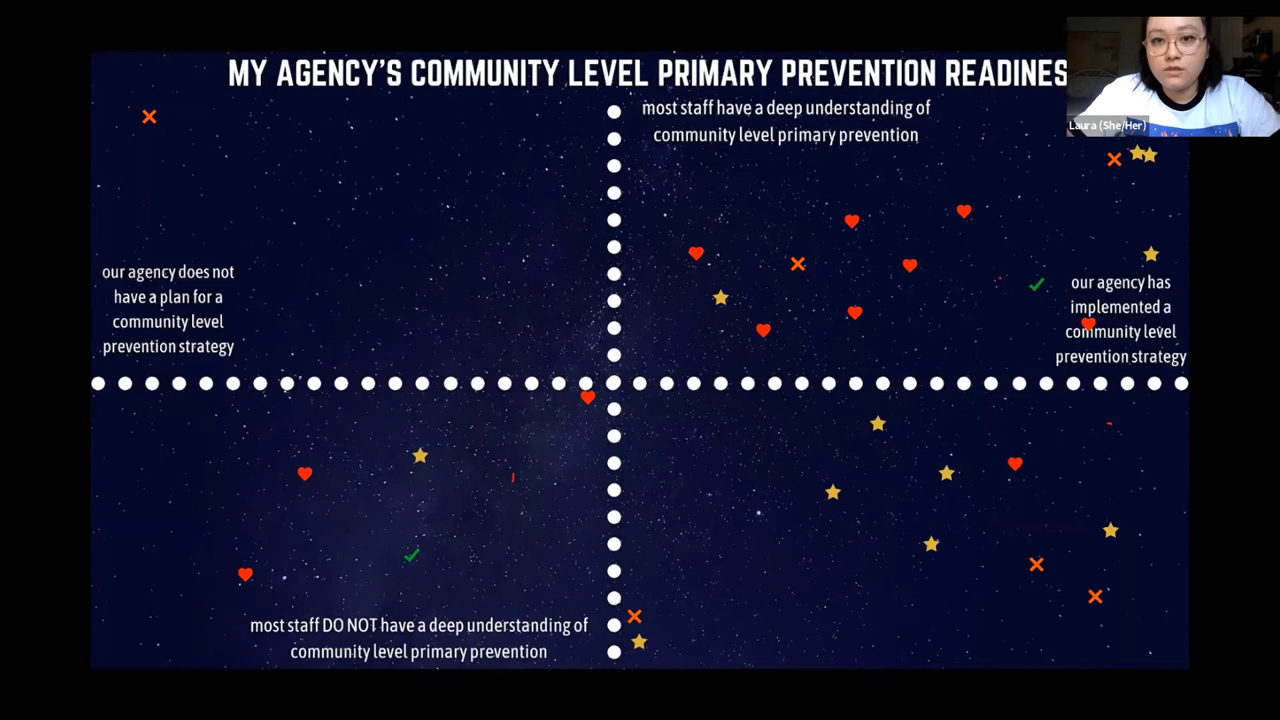 MY AGENCY'S COMMUNITY LEVEL PRIMARY PREVENTION READINES
most staff have a deep understanding of
community level primary prevention
Laura (She/Her)
our agency does not
have a plan for a
community level
prevention strategy
our agency has
implemented a
community level
prevention strategy
most staff DO NOT have a deep understanding of
community level primary prevention